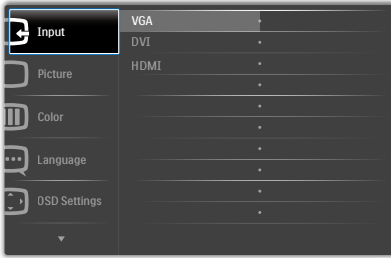 Input
VGA
DVI
HDMI
Picture
Color
Language
OSD Settings